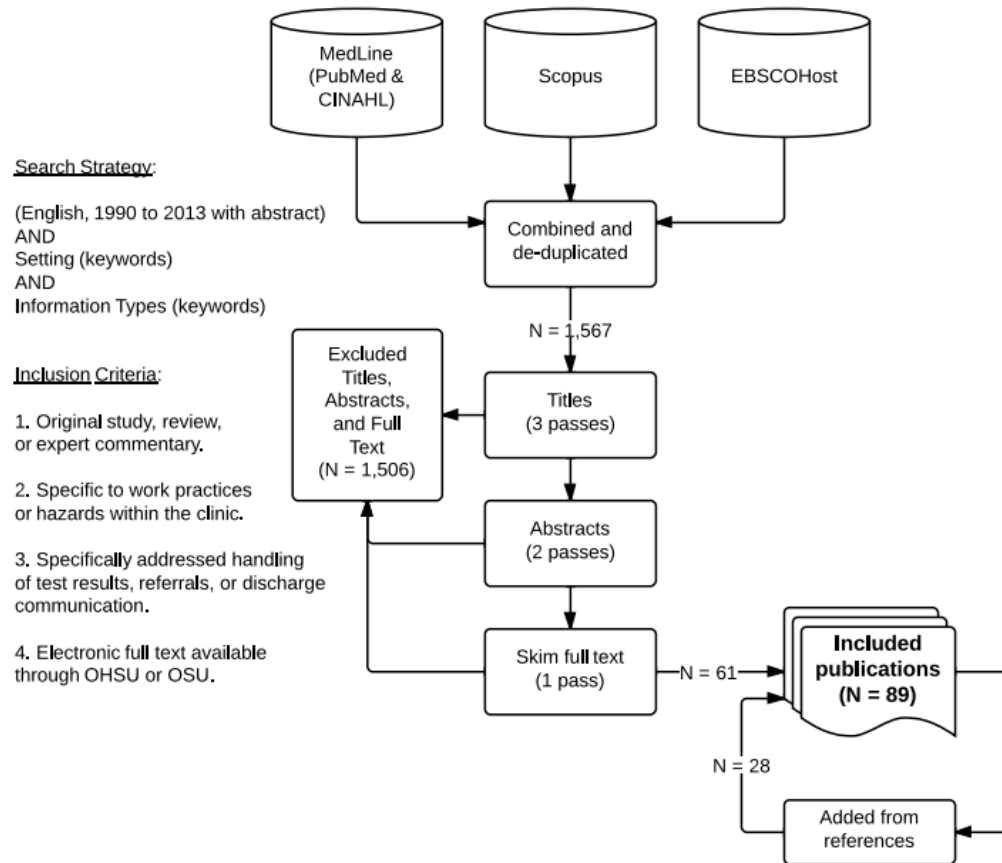 MedLine
(PubMed &
CINAHL)
Scopus
EBSCOHost
Search Strategy:
(English, 1990 to 2013 with abstract)
AND
Setting (keywords)
AND
Information Types (keywords)
Combined and
de-duplicated
N = 1,567
Inclusion Criteria:
1. Original study, review,
or expert commentary.
2. Specific to work practices
or hazards within the clinic.
3. Specifically addressed handling
of test results, referrals, or discharge
communication.
4. Electronic full text available
through OHSU or OSU.
Excluded
Titles,
Abstracts,
and Full
Text
(N = 1,506)
Titles
(3 passes)
Abstracts
(2 passes)
Skim full text
(1 pass)
N = 61
Included
publications
(N = 89)
N = 28
Added from
references